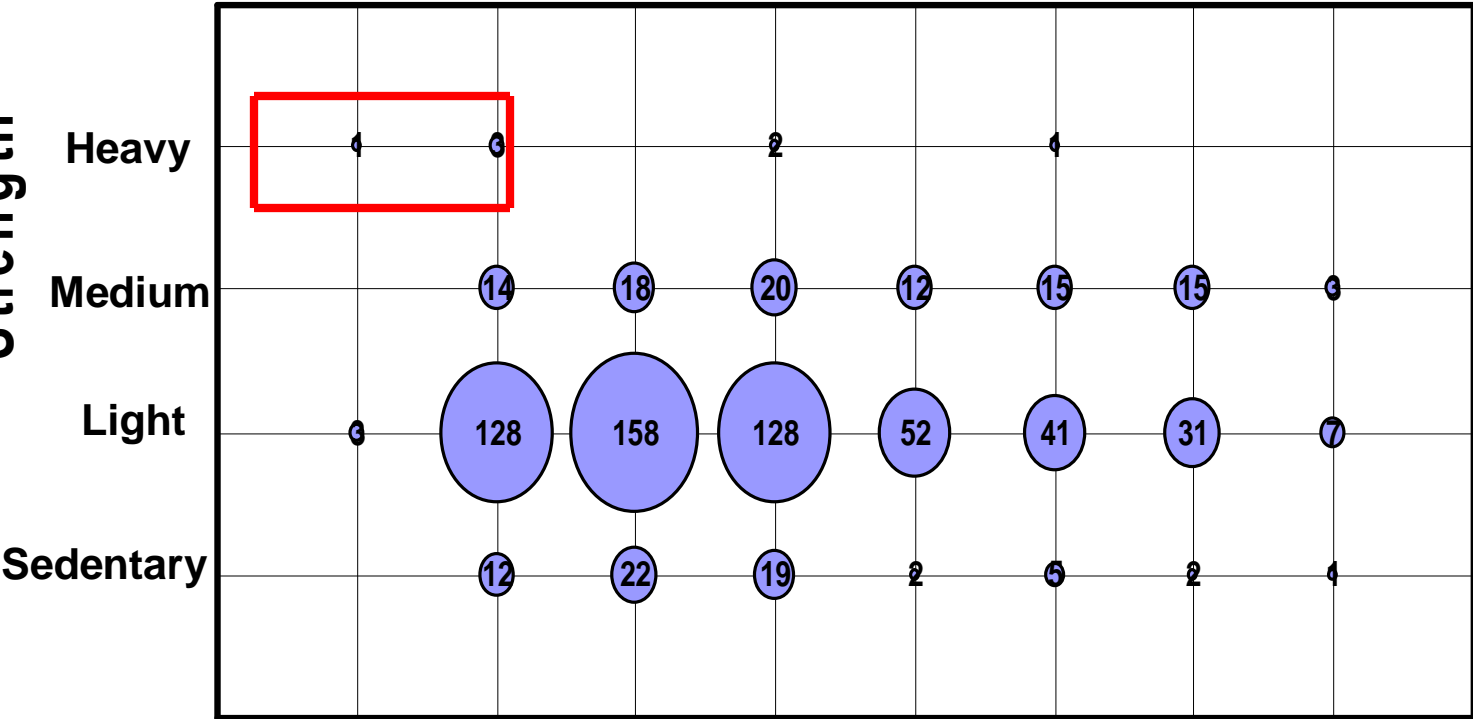 Strength
Heavy 1 3 2 1
Medium 14 18 20 12 15 15 3
Light 3 128 158 128 52 41 31 7
Sedentary 12 22 19 2 5 2 1